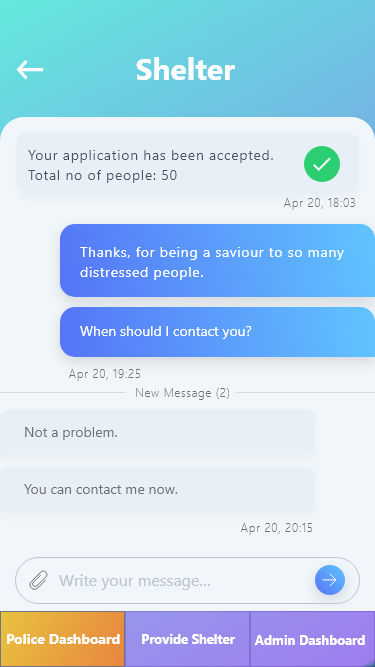 Shelter
Your application has been accepted.
Total no of people: 50
Apr 20, 18:03
Thanks, for being a saviour to so many
distressed people.
When should I contact you?
Apr 20, 19:25
New Message (2)
Not a problem.
You can contact me now.
Apr 20, 20:15
Write your message...
Police Dashboard
Provide Shelter
Admin Dashboard